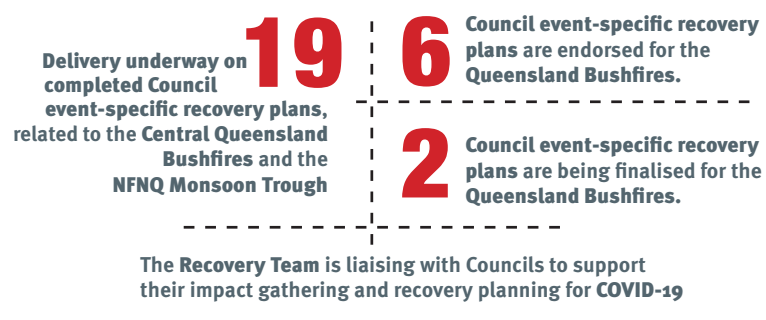 19
Delivery underway on
completed Council
event-specific recovery plans,
related to the Central Queensland
Bushfires and the
NFNQ Monsoon Trough
6
Council event-specific recovery
plans are endorsed for the
Queensland Bushfires.
2
Council event-specific recovery
plans are being finalised for the
Queensland Bushfires.
The Recovery Team is liaising with Councils to support
their impact gathering and recovery planning for COVID-19